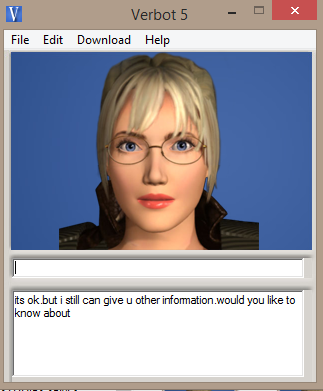 Verbot 5
File Edit Download Help
its ok.but i still can give u other information.would you like to
know about